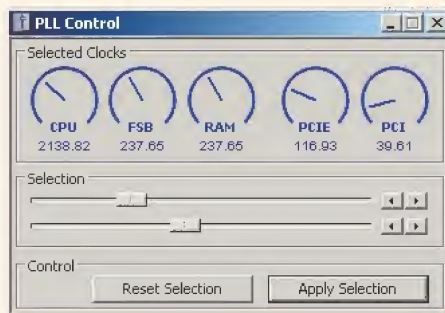 PLL Control
Selected Clocks
CPU FSB RAM PCIE PCI
2138.82 237.65 237.65 116.93 39.61
Selection
Control
Reset Selection Apply Selection